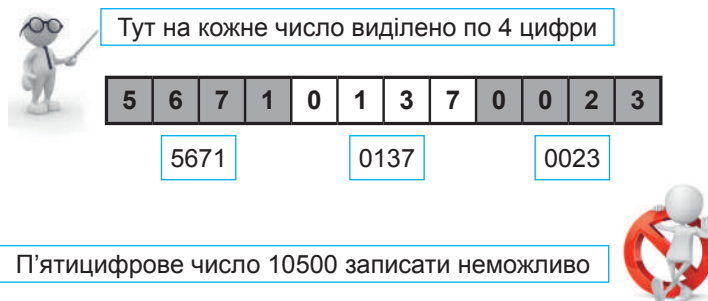 Тут на кожне число виділено по 4 цифри
5 6 7 1 0 1 3 7 0 0 2 3
5671 0137 0023
П'ятицифрове число 10500 записати неможливо